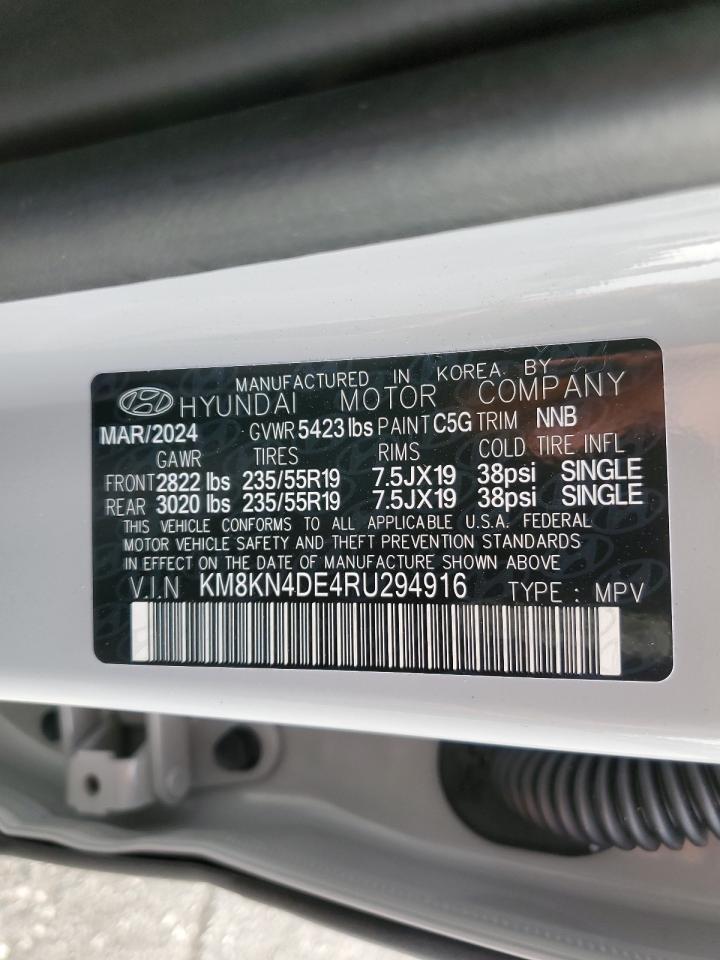 MANUFACTURED IN KOREA. BY
HYUNDAI MOTOR COMPANY
MAR/2024 GVWR 5423 lbs PAINT C5G TRIM NNB
GAWR TIRES RIMS COLD TIRE INFL
FRONT 2822 lbs 235/55R19 7.5JX19 38psi SINGLE
REAR 3020 lbs 235/55R19 7.5JX19 38psi SINGLE
THIS VEHICLE CONFORMS TO ALL APPLICABLE U.S.A. FEDERAL
MOTOR VEHICLE SAFETY AND THEFT PREVENTION STANDARDS
IN EFFECT ON THE DATE OF MANUFACTURE SHOWN ABOVE
V.I.N KM8KN4DE4RU294916 TYPE : MPV